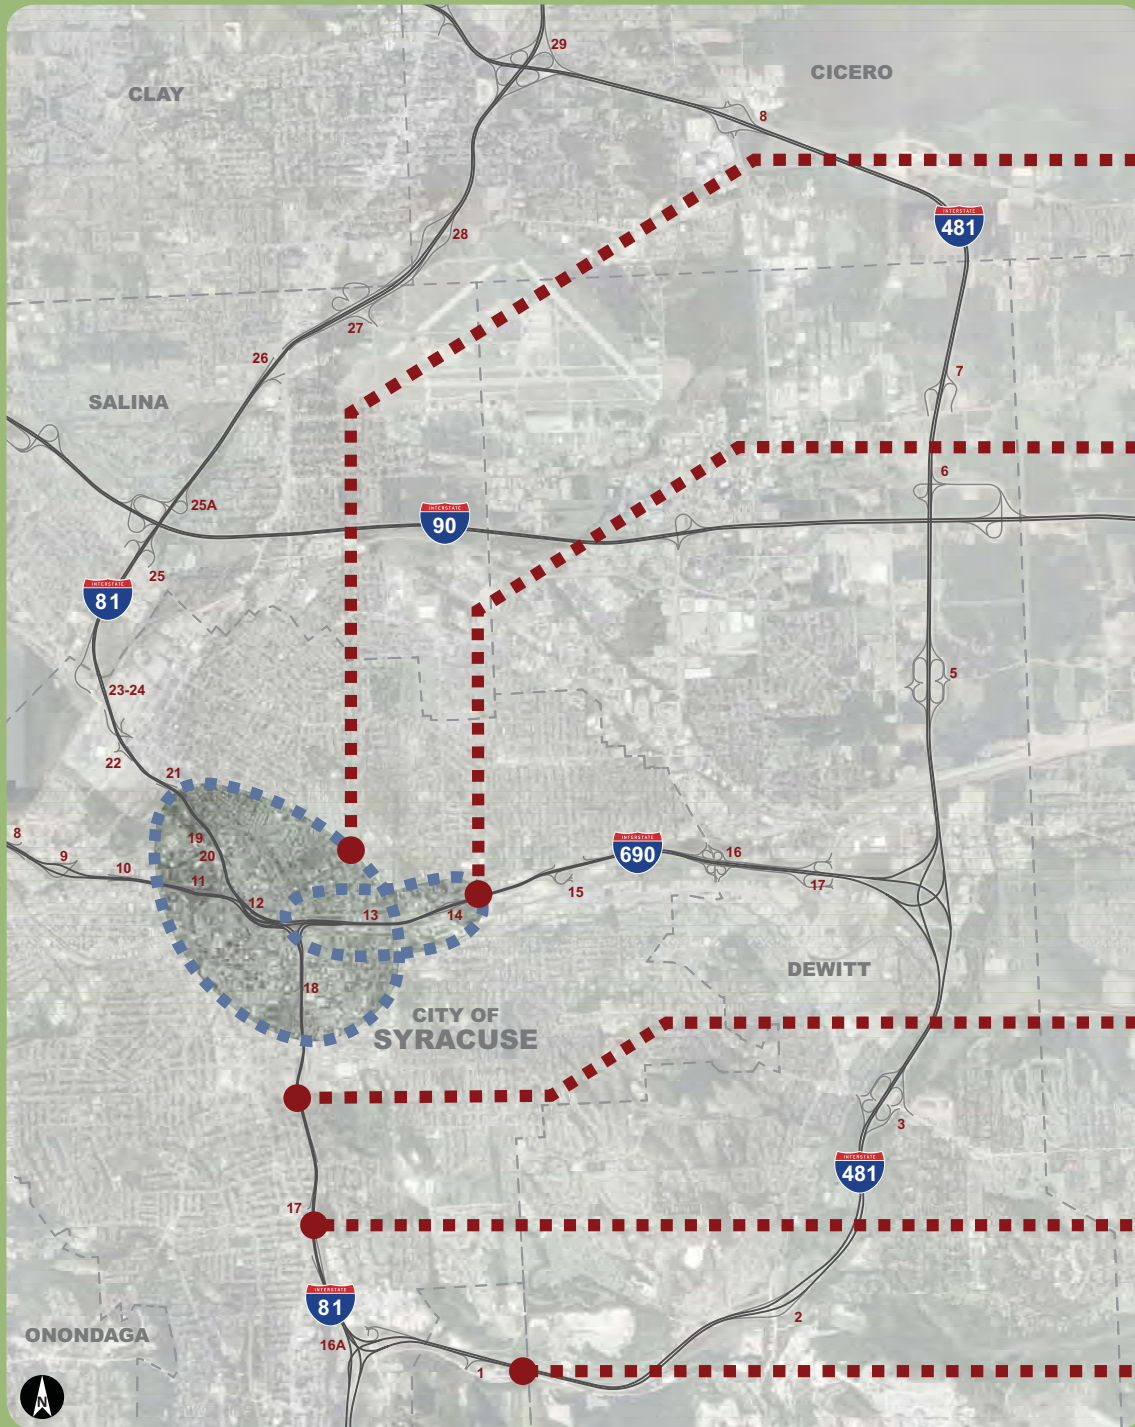 29
CICERO
CLAY
8
INTERSTATE
481
28
27
26
7
SALINA
6
25A
INTERSTATE
90
25
INTERSTATE
81
5
23-24
22
21
8
19
9
20
10
11
INTERSTATE
690
16
17
15
12
13
14
DEWITT
18
CITY OF
SYRACUSE
3
INTERSTATE
481
17
INTERSTATE
81
2
ONONDAGA
16A
1
N